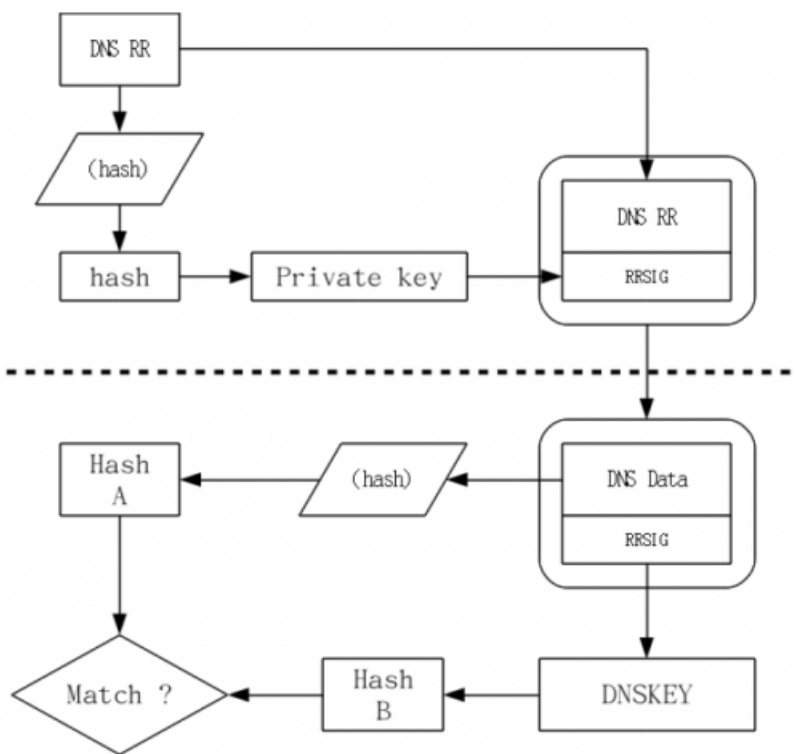 DNS RR
(hash)
DNS RR
hash
Private key
RRSIG
Hash
A
(hash)
DNS Data
RRSIG
Match ?
Hash
B
DNSKEY